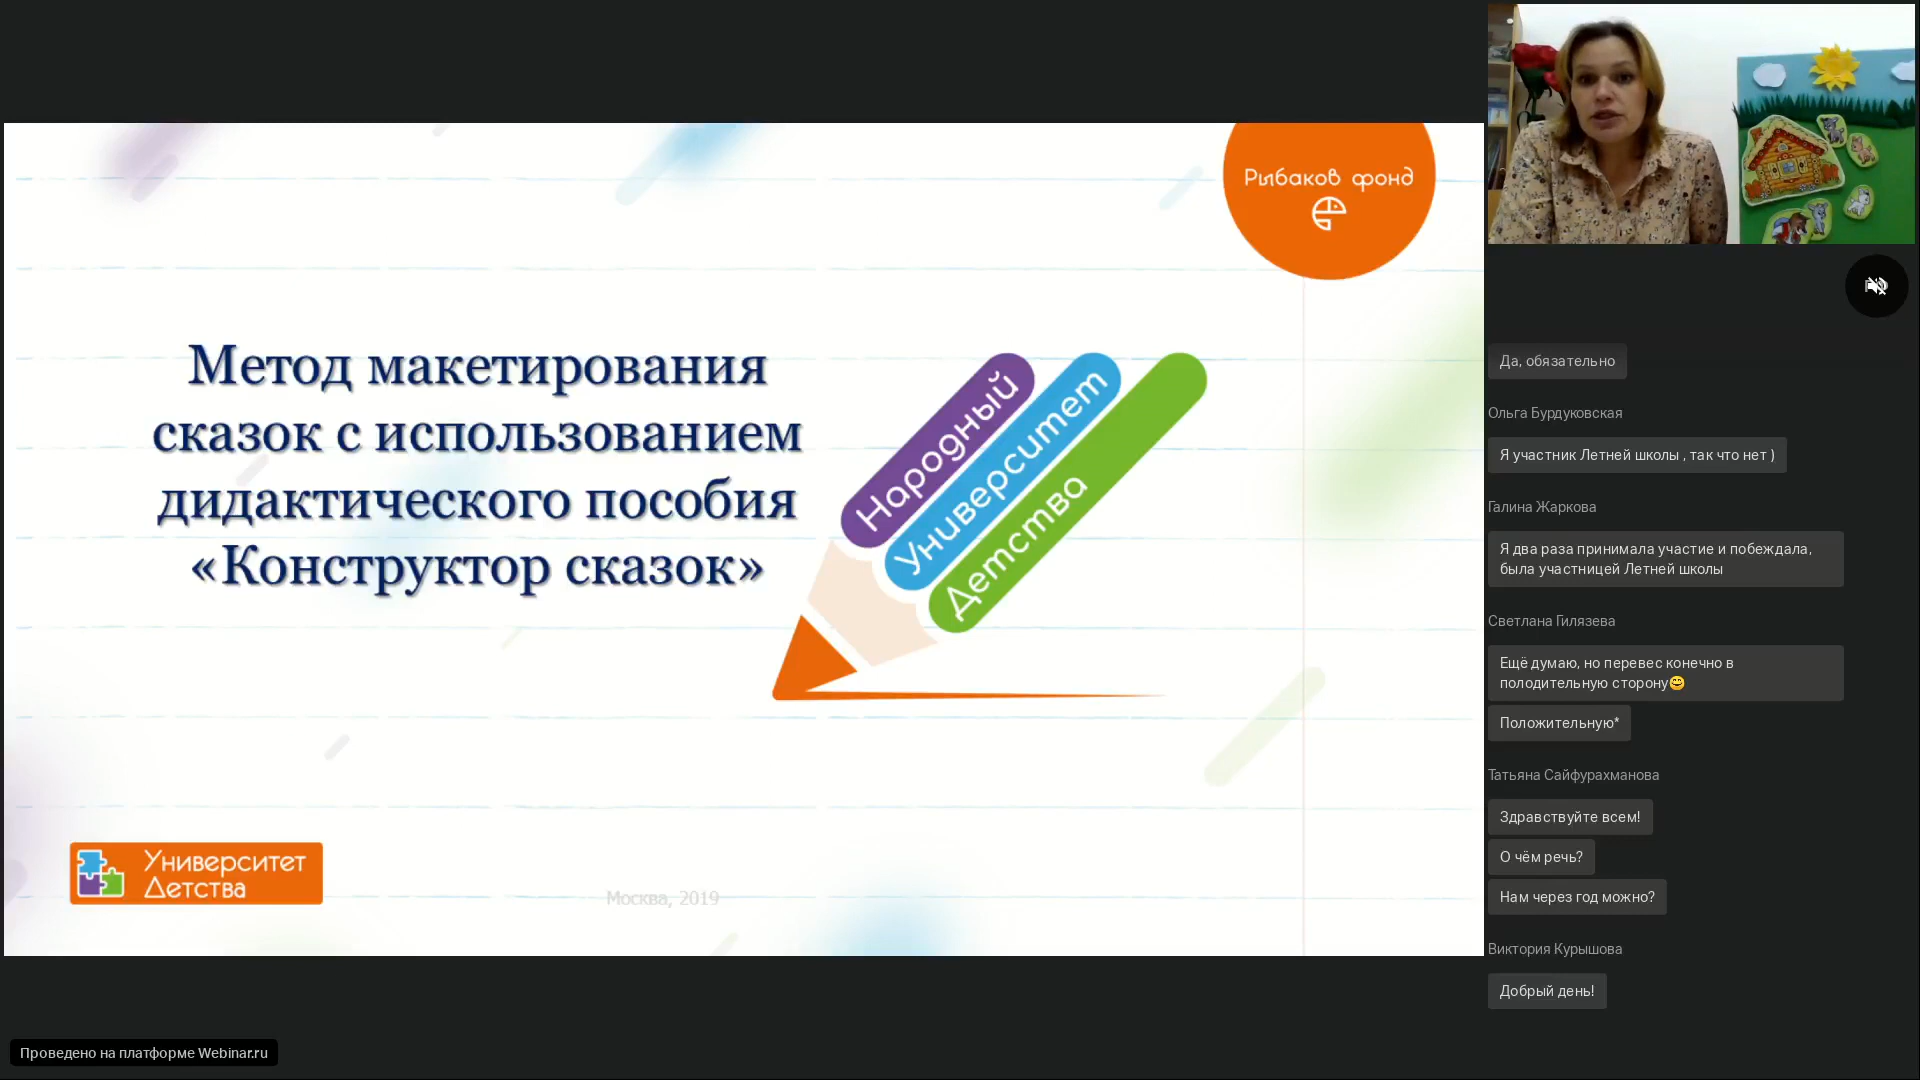 Рыбаков фонд
Метод макетирования
сказок с использованием
дидактического пособия
«Конструктор сказок»
Народный
Университет
Детства
Университет
Детства
Москва, 2019
Да, обязательно
Ольга Бурдуковская
Я участник Летней школы , так что нет )
Галина Жаркова
Я два раза принимала участие и побеждала,
была участницей Летней школы
Светлана Гилязева
Ещё думаю, но перевес конечно в
полодительную сторону😊
Положительную*
Татьяна Сайфурахманова
Здравствуйте всем!
О чём речь?
Нам через год можно?
Виктория Курышова
Добрый день!
Проведено на платформе Webinar.ru